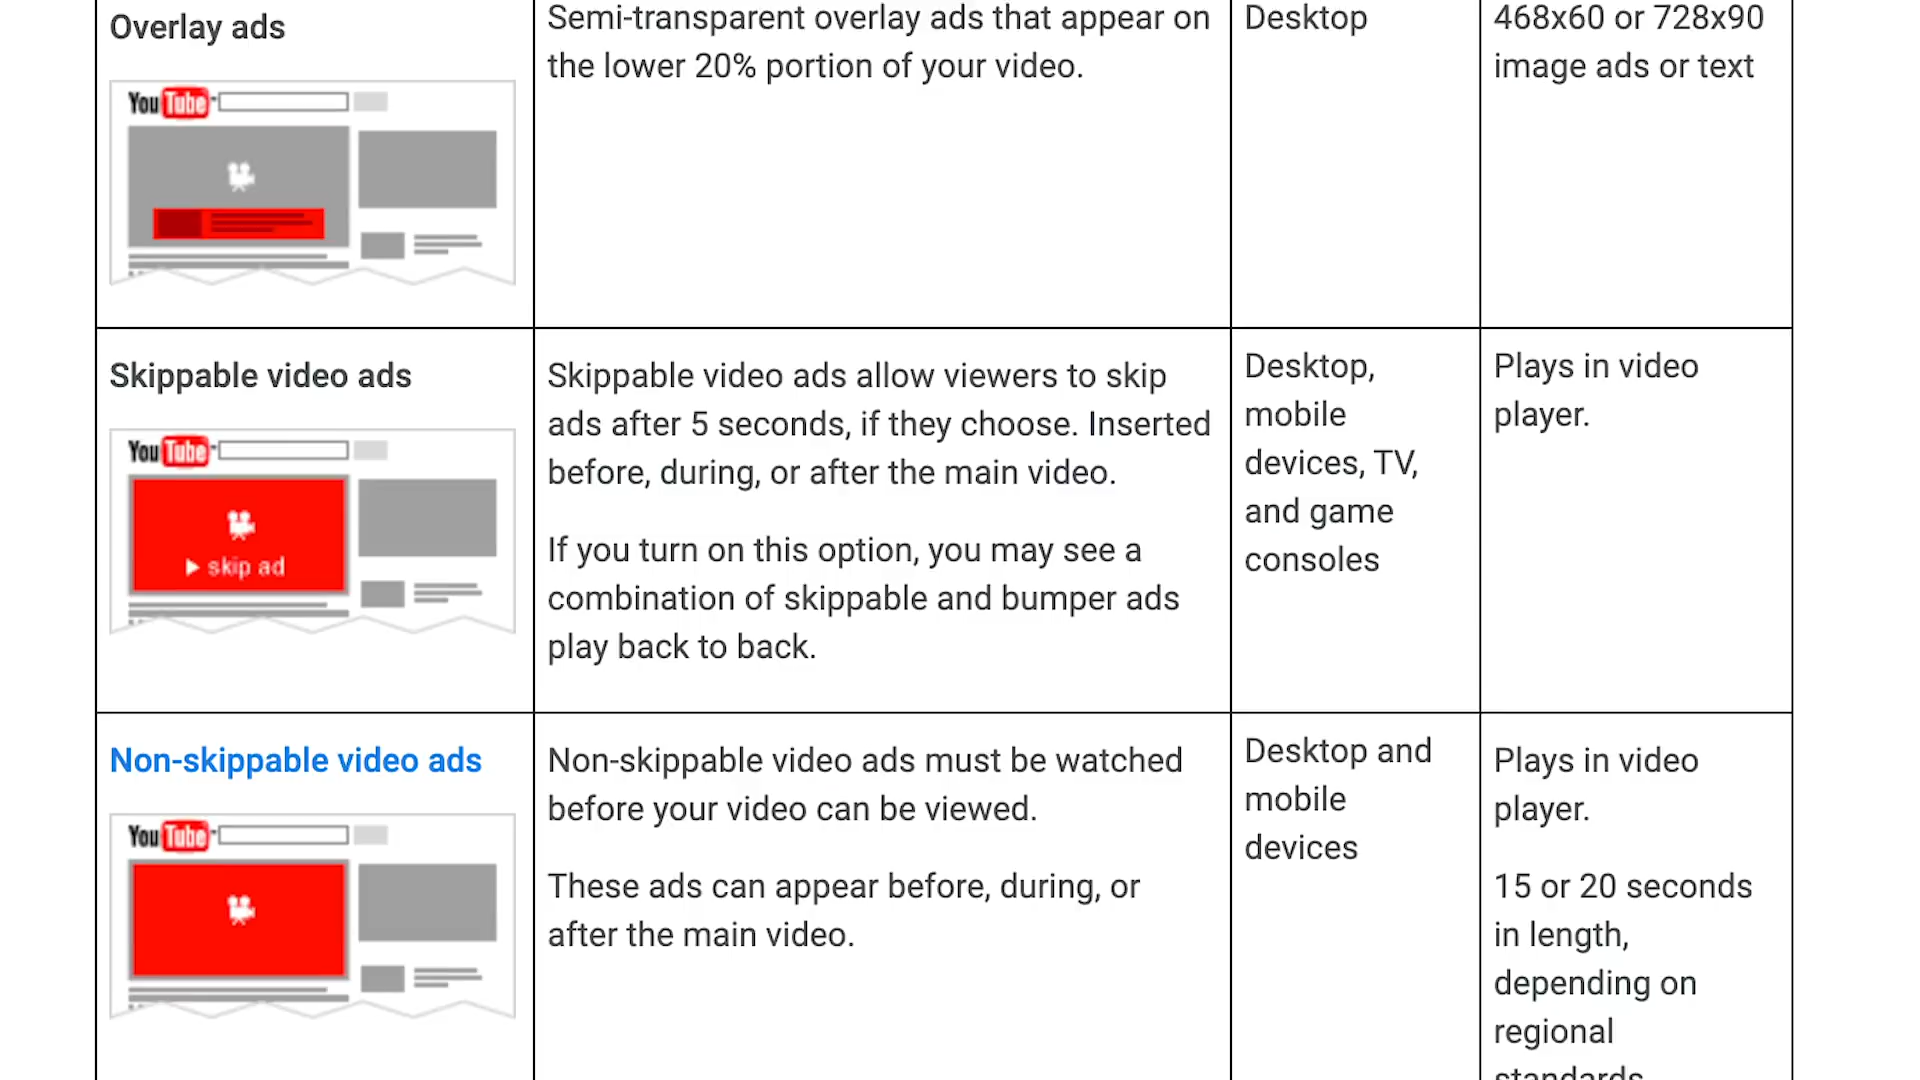 Overlay ads
Semi-transparent overlay ads that appear on
the lower 20% portion of your video.
Desktop
468x60 or 728x90
image ads or text
YouTube
Skippable video ads
YouTube
skip ad
Skippable video ads allow viewers to skip
ads after 5 seconds, if they choose. Inserted
before, during, or after the main video.
If you turn on this option, you may see a
combination of skippable and bumper ads
play back to back.
Desktop,
mobile
devices, TV,
and game
consoles
Plays in video
player.
Non-skippable video ads
YouTube
Non-skippable video ads must be watched
before your video can be viewed.
These ads can appear before, during, or
after the main video.
Desktop and
mobile
devices
Plays in video
player.
15 or 20 seconds
in length,
depending on
regional
standards